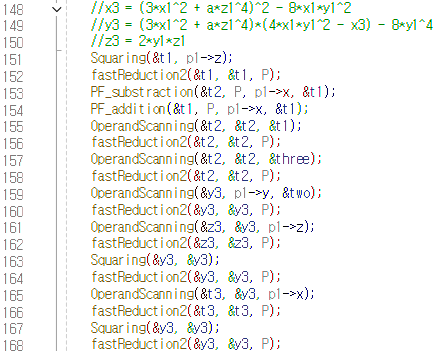 148 //x3 = (3*x1^2 + a*z1^4)^2 - 8*x1*y1^2
149 //y3 = (3*x1^2 + a*z1^4)*(4*x1*y1^2 - x3) - 8*y1^4
150 //z3 = 2*y1*z1
151 Squaring(&t1, p1->z);
152 fastReduction2(&t1, &t1, P);
153 PF_substraction(&t2, P, p1->x, &t1);
154 PF_addition(&t1, P, p1->x, &t1);
155 OperandScanning(&t2, &t2, &t1);
156 fastReduction2(&t2, &t2, P);
157 OperandScanning(&t2, &t2, &three);
158 fastReduction2(&t2, &t2, P);
159 OperandScanning(&y3, p1->y, &two);
160 fastReduction2(&y3, &y3, P);
161 OperandScanning(&z3, &y3, p1->z);
162 fastReduction2(&z3, &z3, P);
163 Squaring(&y3, &y3);
164 fastReduction2(&y3, &y3, P);
165 OperandScanning(&t3, &y3, p1->x);
166 fastReduction2(&t3, &t3, P);
167 Squaring(&y3, &y3);
168 fastReduction2(&y3, &y3, P);